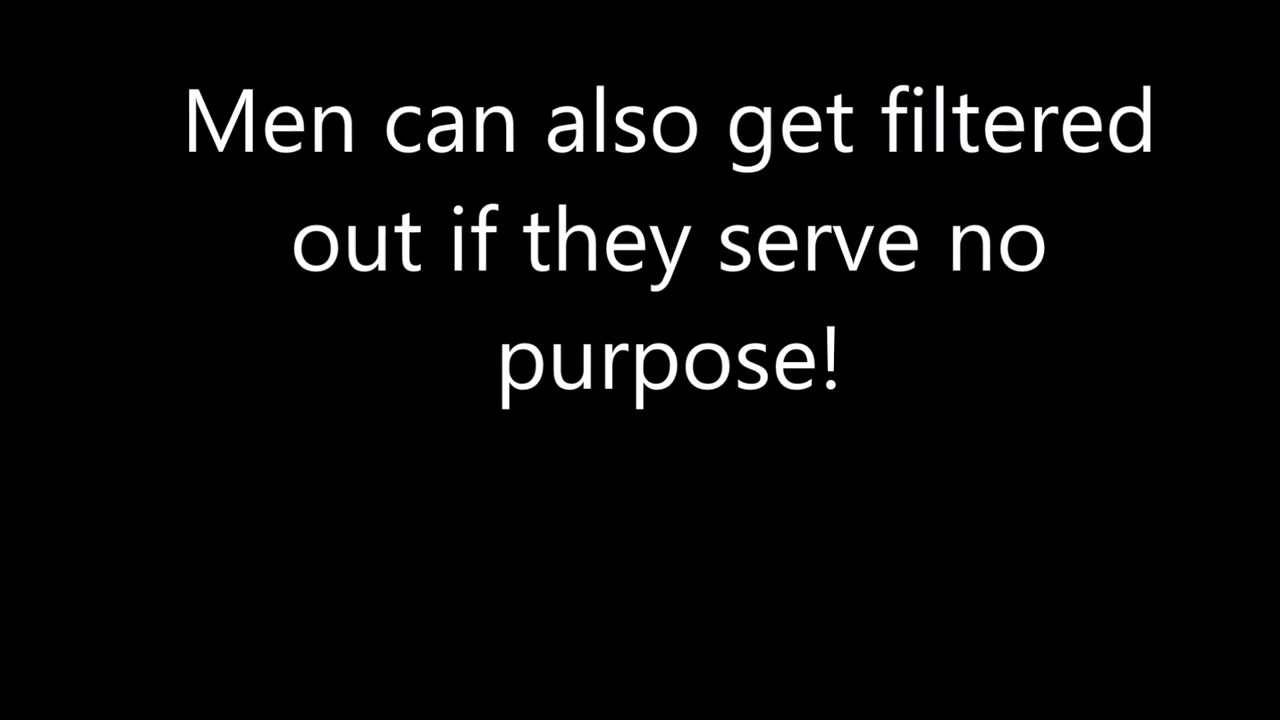 Men can also get filtered
out if they serve no
purpose!